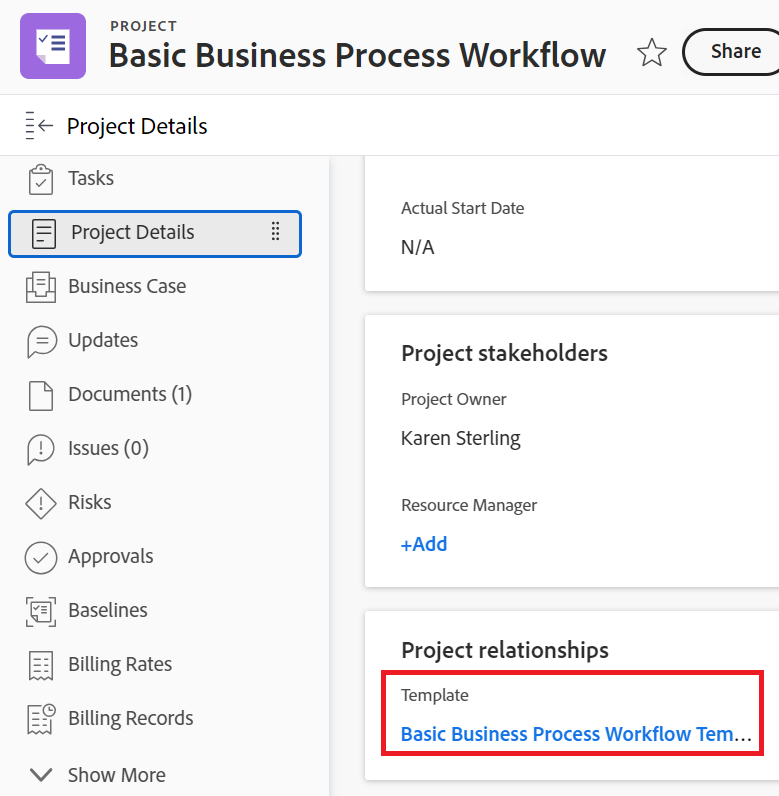 PROJECT
Basic Business Process Workflow
Share
Project Details
Tasks
Project Details
Business Case
Updates
Documents (1)
Issues (0)
Risks
Approvals
Baselines
Billing Rates
Billing Records
Show More
Actual Start Date
N/A
Project stakeholders
Project Owner
Karen Sterling
Resource Manager
+Add
Project relationships
Template
Basic Business Process Workflow Tem...